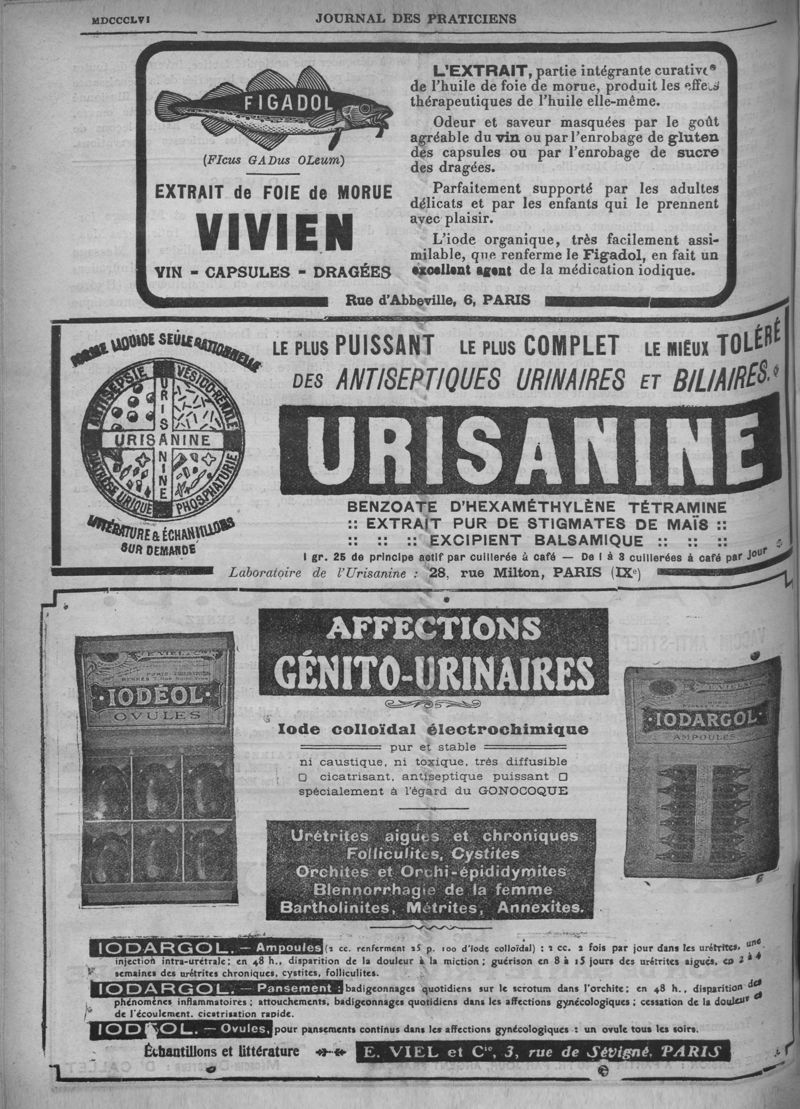 MDCCCLVI
JOURNAL DES PRATICIENS
FIGADOL
(FIcus GADus OLeum)
EXTRAIT de FOIE de MORUE
VIVIEN
VIN - CAPSULES - DRAGÉES
L'EXTRAIT, partie intégrante curative
de l'huile de foie de morue, produit les effets
thérapeutiques de l'huile elle-même.
Odeur et saveur masquées par le goût
agréable du vin ou par l'enrobage de gluten
des capsules ou par l'enrobage de sucre
des dragées.
Parfaitement supporté par les adultes
délicats et par les enfants qui le prennent
avec plaisir.
L'iode organique, très facilement assi-
milable, que renferme le Figadol, en fait un
excellent agent de la médication iodique.
Rue d'Abbeville, 6, PARIS
FORME LIQUIDE SEULE RATIONNELLE
ANTISEPSIE VESICO-RÉNALE
URISANINE
URISANINE
DIATHÈSE URIQUE PHOSPHATURIE
LITTÉRATURE & ÉCHANTILLONS
SUR DEMANDE
LE PLUS PUISSANT LE PLUS COMPLET LE MIEUX TOLÉRÉ
DES ANTISEPTIQUES URINAIRES ET BILIAIRES.
URISANINE
BENZOATE D'HEXAMÉTHYLÈNE TÉTRAMINE
:: EXTRAIT PUR DE STIGMATES DE MAÏS ::
:: :: :: EXCIPIENT BALSAMIQUE :: :: ::
1 gr. 25 de principe actif par cuillerée à café — De 1 à 3 cuillerées à café par Jour
Laboratoire de l'Urisanine : 28, rue Milton, PARIS (IXe)
AFFECTIONS
GÉNITO-URINAIRES
IODÉOL
OVULES
IODARGOL
AMPOULES
Iode colloïdal électrochimique
pur et stable
ni caustique, ni toxique, très diffusible
▢ cicatrisant, antiseptique puissant ▢
spécialement à l'égard du GONOCOQUE
Urétrites aiguës et chroniques
Folliculites, Cystites
Orchites et Orchi-épididymites
Blennorrhagie de la femme
Bartholinites, Métrites, Annexites.
IODARGOL. — Ampoules (2 cc. renferment 25 p. 100 d'iode colloïdal) : 2 cc. 2 fois par jour dans les urétrites, une
injection intra-urétrale; en 48 h., disparition de la douleur à la miction; guérison en 8 à 15 jours des urétrites aiguës, en 2 à 4
semaines des urétrites chroniques, cystites, folliculites.
IODARGOL. — Pansement : badigeonnages quotidiens sur le scrotum dans l'orchite; en 48 h., disparition des
phénomènes inflammatoires; attouchements, badigeonnages quotidiens dans les affections gynécologiques; cessation de la douleur et
de l'écoulement, cicatrisation rapide.
— Ovules, pour pansements continus dans les affections gynécologiques : un ovule tous les soirs.
Échantillons et littérature E. VIEL et Cie, 3, rue de Sévigné, PARIS